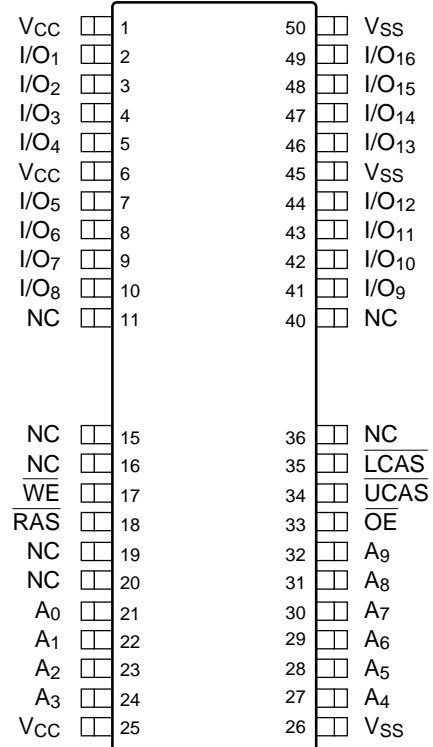 VCC 1 50 VSS
I/O1 2 49 I/O16
I/O2 3 48 I/O15
I/O3 4 47 I/O14
I/O4 5 46 I/O13
VCC 6 45 VSS
I/O5 7 44 I/O12
I/O6 8 43 I/O11
I/O7 9 42 I/O10
I/O8 10 41 I/O9
NC 11 40 NC
NC 15 36 NC
NC 16 35 LCAS
WE 17 34 UCAS
RAS 18 33 OE
NC 19 32 A9
NC 20 31 A8
A0 21 30 A7
A1 22 29 A6
A2 23 28 A5
A3 24 27 A4
VCC 25 26 VSS